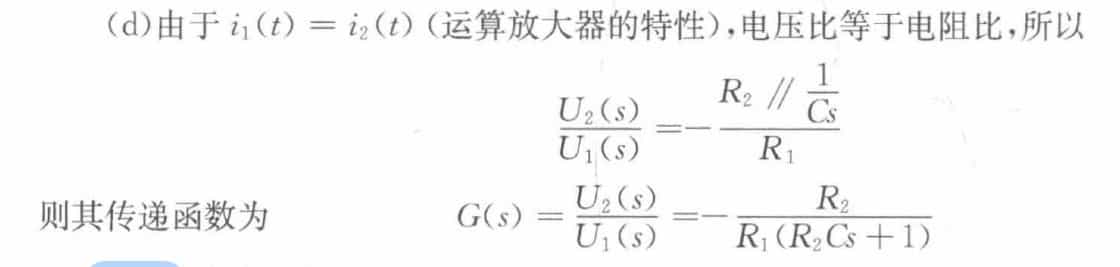 (d)由于 $i_1(t) = i_2(t)$ (运算放大器的特性),电压比等于电阻比,所以
$\frac{U_2(s)}{U_1(s)} = -\frac{R_2 // \frac{1}{Cs}}{R_1}$
则其传递函数为 $G(s) = \frac{U_2(s)}{U_1(s)} = -\frac{R_2}{R_1(R_2Cs+1)}$